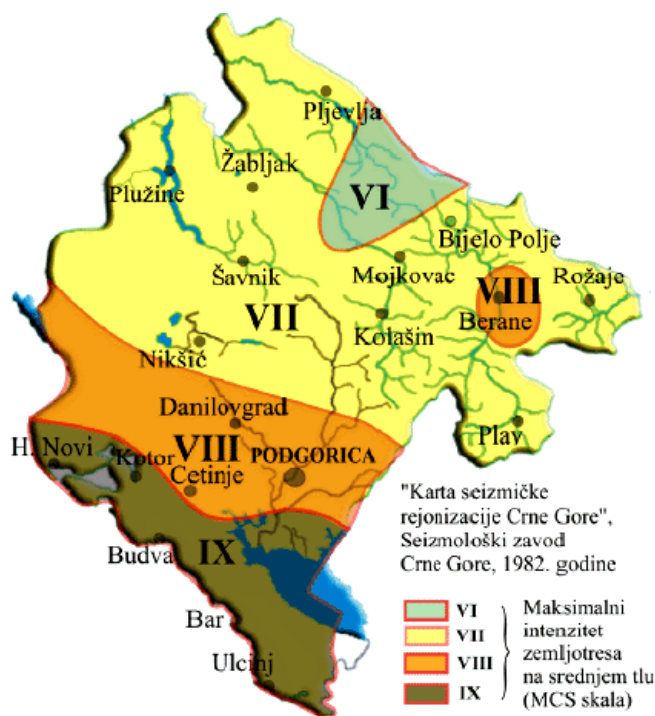 Pljevlja
Žabljak
Plužine
VI
Bijelo Polje
Šavnik
Mojkovac
VIII
Rožaje
VII
Berane
Kolašin
Nikšić
Danilovgrad
Plav
VIII
PODGORICA
H. Novi
Kotor
Cetinje
IX
Budva
Bar
Ulcinj
"Karta seizmičke
rejonizacije Crne Gore",
Seizmološki zavod
Crne Gore, 1982. godine
VI
VII
VIII
IX
Maksimalni
intenzitet
zemljotresa
na srednjem tlu
(MCS skala)